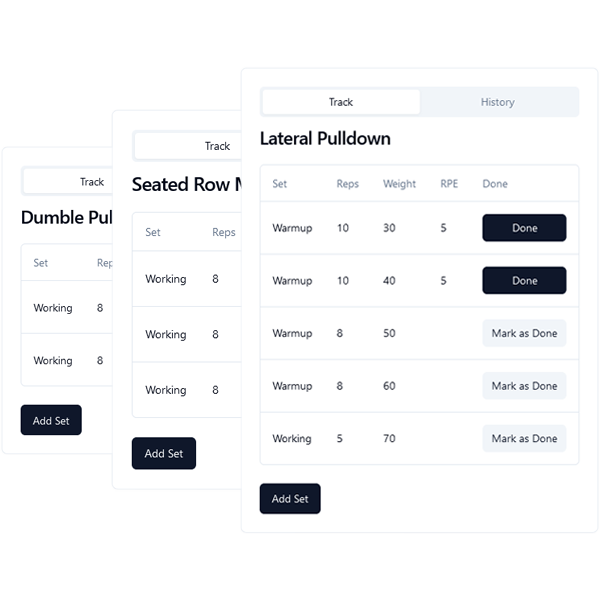 Track
Dumble Pul
Set Rep
Working 8
Working 8
Add Set
Track
Seated Row M
Set Reps
Working 8
Working 8
Working 8
Add Set
Track History
Lateral Pulldown
Set Reps Weight RPE Done
Warmup 10 30 5 Done
Warmup 10 40 5 Done
Warmup 8 50 Mark as Done
Warmup 8 60 Mark as Done
Working 5 70 Mark as Done
Add Set